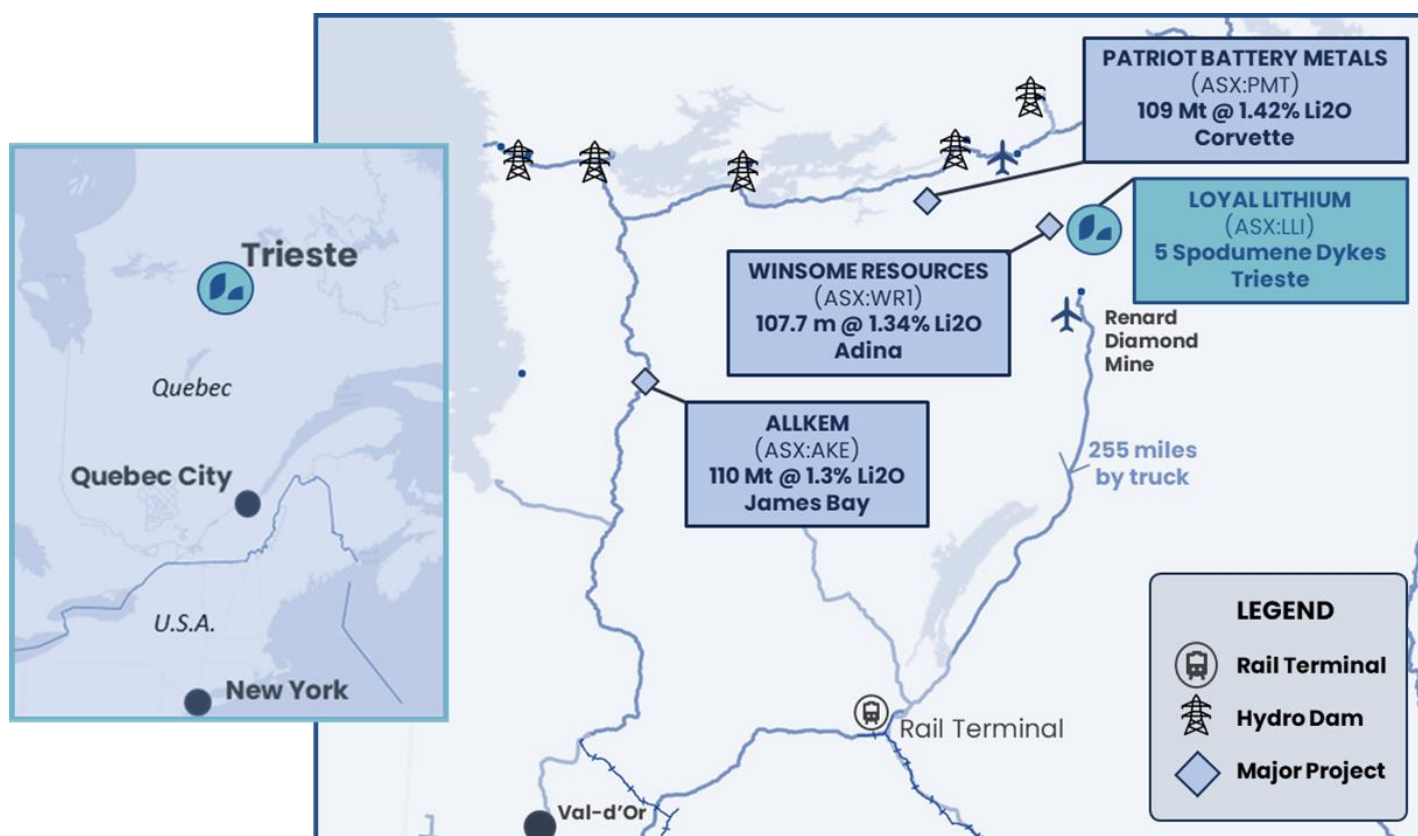 Trieste
Quebec
Quebec City
U.S.A.
New York
PATRIOT BATTERY METALS
(ASX:PMT)
109 Mt @ 1.42% Li2O
Corvette
LOYAL LITHIUM
(ASX:LLI)
5 Spodumene Dykes
Trieste
WINSOME RESOURCES
(ASX:WR1)
107.7 m @ 1.34% Li2O
Adina
Renard
Diamond
Mine
ALLKEM
(ASX:AKE)
110 Mt @ 1.3% Li2O
James Bay
255 miles
by truck
Rail Terminal
Val-d'Or
LEGEND
Rail Terminal
Hydro Dam
Major Project